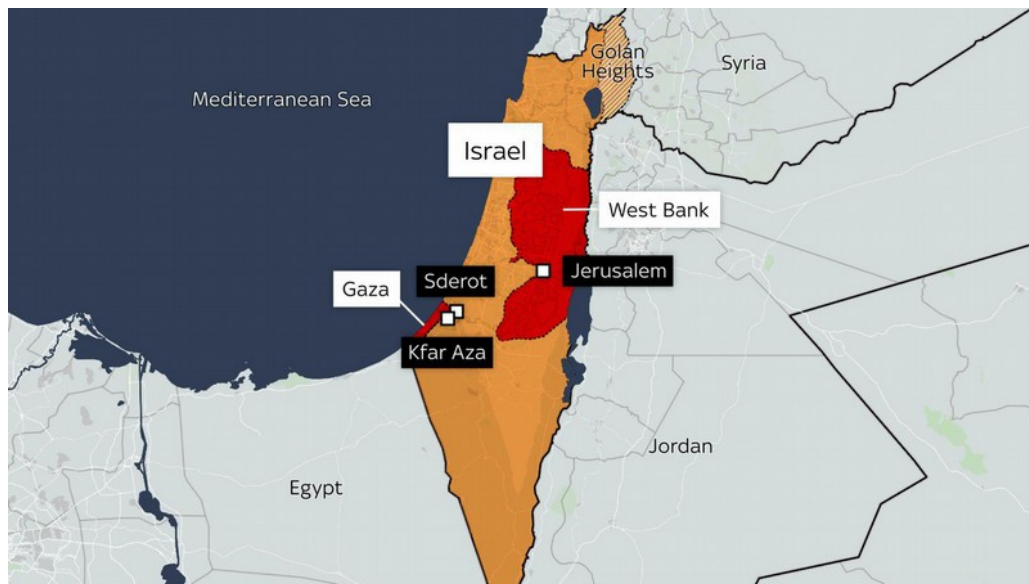 Golan
Heights
Syria
Mediterranean Sea
Israel
West Bank
Jerusalem
Sderot
Gaza
Kfar Aza
Jordan
Egypt